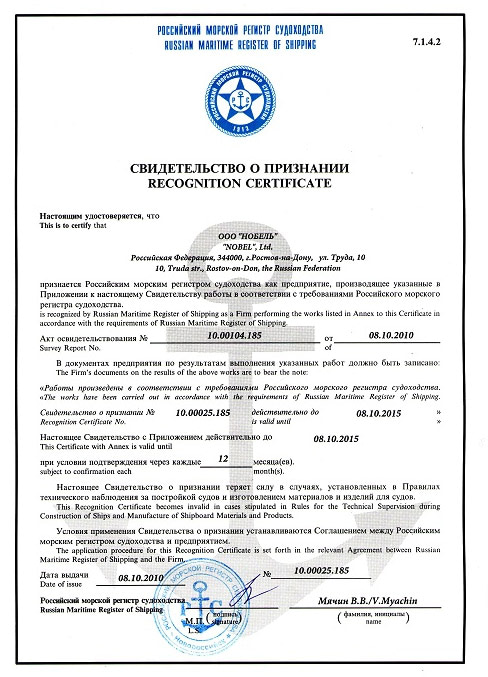 РОССИЙСКИЙ МОРСКОЙ РЕГИСТР СУДОХОДСТВА
RUSSIAN MARITIME REGISTER OF SHIPPING
7.1.4.2
РОССИЙСКИЙ МОРСКОЙ РЕГИСТР СУДОХОДСТВА
Р С
1913
СВИДЕТЕЛЬСТВО О ПРИЗНАНИИ
RECOGNITION CERTIFICATE
Настоящим удостоверяется, что
This is to certify that
ООО "НОБЕЛЬ"
"NOBEL", Ltd.
Российская Федерация, 344000, г.Ростов-на-Дону, ул. Труда, 10
10, Truda str., Rostov-on-Don, the Russian Federation
признается Российским морским регистром судоходства как предприятие, производящее указанные в
Приложении к настоящему Свидетельству работы в соответствии с требованиями Российского морского
регистра судоходства.
is recognized by Russian Maritime Register of Shipping as a Firm performing the works listed in Annex to this Certificate in
accordance with the requirements of Russian Maritime Register of Shipping.
Акт освидетельствования № 10.00104.185 от 08.10.2010
Survey Report No. of
В документах предприятия по результатам выполнения указанных работ должно быть записано:
The Firm's documents on the results of the above works are to bear the note:
«Работы произведены в соответствии с требованиями Российского морского регистра судоходства.
«The works have been carried out in accordance with the requirements of Russian Maritime Register of Shipping.
Свидетельство о признании № 10.00025.185 действительно до 08.10.2015 »
Recognition Certificate No. is valid until »
Настоящее Свидетельство с Приложением действительно до 08.10.2015
This Certificate with Annex is valid until
при условии подтверждения через каждые 12 месяца(ев).
subject to confirmation each month(s).
Настоящее Свидетельство о признании теряет силу в случаях, установленных в Правилах
технического наблюдения за постройкой судов и изготовлением материалов и изделий для судов.
This Recognition Certificate becomes invalid in cases stipulated in Rules for the Technical Supervision during
Construction of Ships and Manufacture of Shipboard Materials and Products.
Условия применения Свидетельства о признании устанавливаются Соглашением между Российским
морским регистром судоходства и предприятием.
The application procedure for this Recognition Certificate is set forth in the relevant Agreement between Russian
Maritime Register of Shipping and the Firm.
Дата выдачи 08.10.2010 № 10.00025.185
Date of issue
Российский морской регистр судоходства Мячин В.В./V.Myachin
Russian Maritime Register of Shipping
М.П. (подпись) (фамилия, инициалы)
L.S. (signature) name